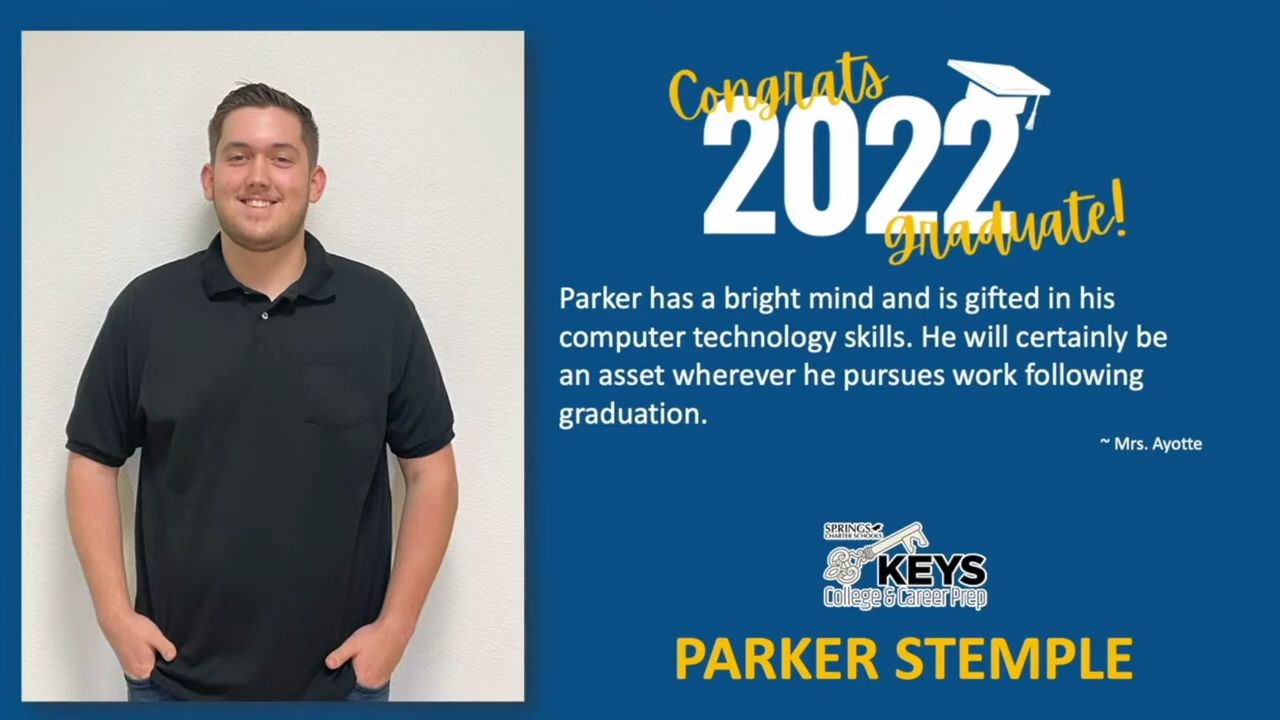 Congrats
2022
graduate!
Parker has a bright mind and is gifted in his
computer technology skills. He will certainly be
an asset wherever he pursues work following
graduation.
~ Mrs. Ayotte
SPRINGS
CHARTER SCHOOLS
KEYS
College & Career Prep
PARKER STEMPLE